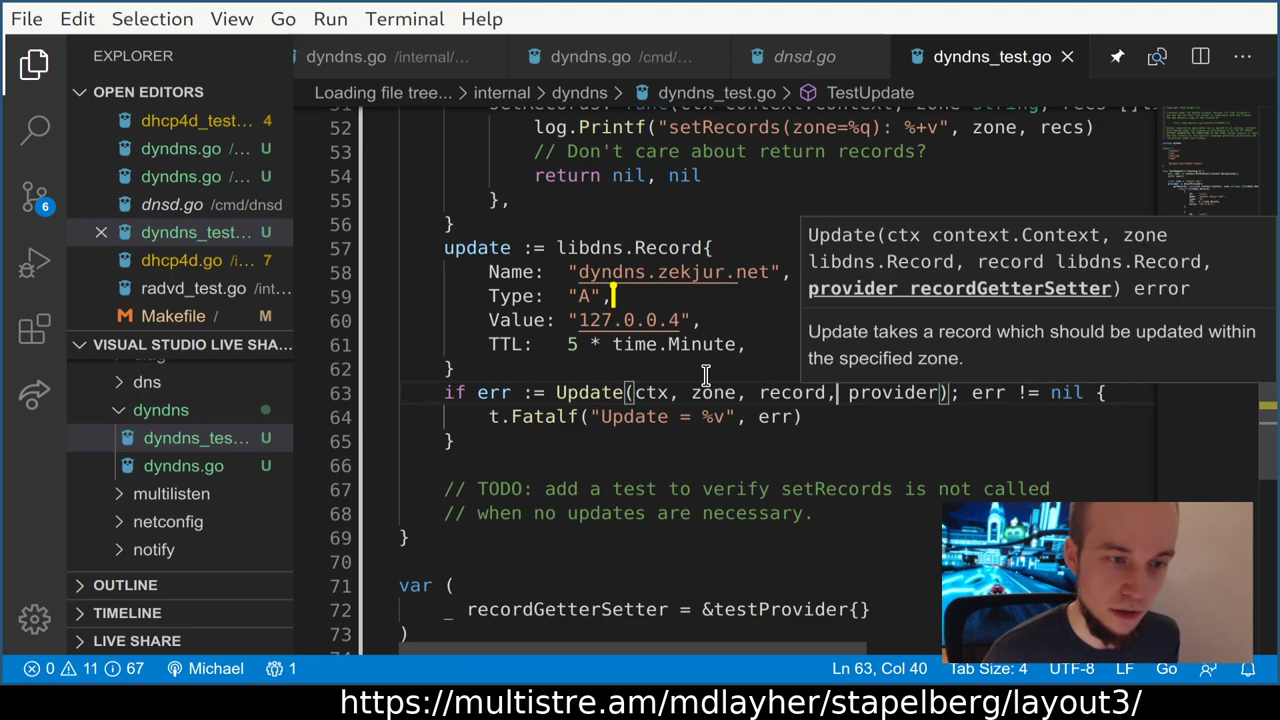 File Edit Selection View Go Run Terminal Help
EXPLORER
dyndns.go /internal/...
dyndns.go /cmd/...
dnsd.go
dyndns_test.go
OPEN EDITORS
dhcp4d_test... 4
dyndns.go /... U
dyndns.go /... U
dnsd.go /cmd/dnsd
dyndns_test... U
dhcp4d.go /i... 7
radvd_test.go /int...
Makefile / M
VISUAL STUDIO LIVE SHA...
dns
dyndns
dyndns_tes... U
dyndns.go U
multilisten
netconfig
notify
OUTLINE
TIMELINE
LIVE SHARE
Loading file tree... > internal > dyndns > dyndns_test.go > TestUpdate
52 log.Printf("setRecords(zone=%q): %+v", zone, recs)
53 // Don't care about return records?
54 return nil, nil
55 },
56 }
57 update := libdns.Record{
58 Name: "dyndns.zekjur.net",
59 Type: "A",
60 Value: "127.0.0.4",
61 TTL: 5 * time.Minute,
62 }
63 if err := Update(ctx, zone, record, provider); err != nil {
64 t.Fatalf("Update = %v", err)
65 }
66
67 // TODO: add a test to verify setRecords is not called
68 // when no updates are necessary.
69 }
70
71 var (
72 _ recordGetterSetter = &testProvider{}
73 )
Update(ctx context.Context, zone
libdns.Record, record libdns.Record,
provider recordGetterSetter) error
Update takes a record which should be updated within
the specified zone.
6
0 11 67 Michael 1
Ln 63, Col 40 Tab Size: 4 UTF-8 LF Go
https://multistre.am/mdlayher/stapelberg/layout3/